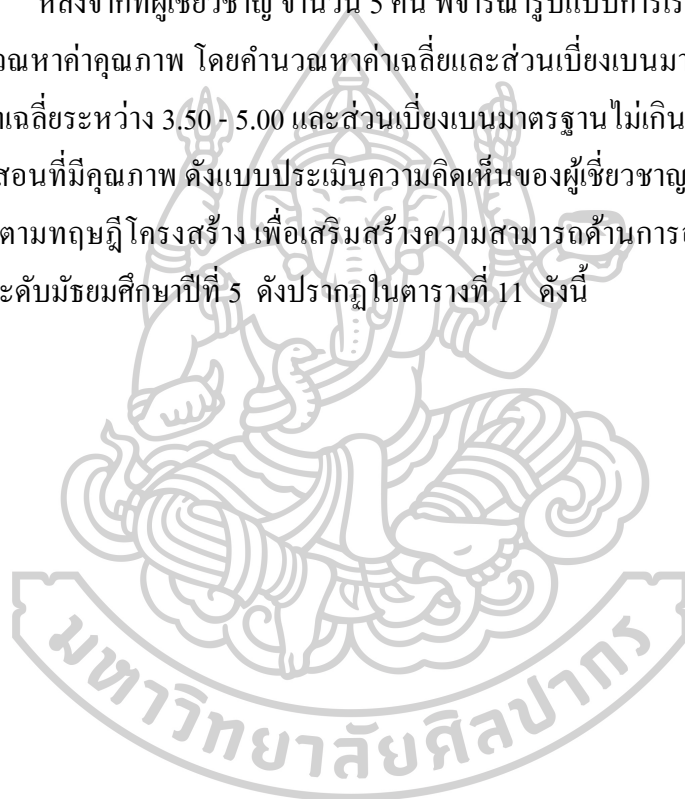 หลังจากที่ผู้เชี่ยวชาญ จำนวน 5 คน พิจารณารูปแบบการเร
วณหาค่าคุณภาพ โดยคำนวณหาค่าเฉลี่ยและส่วนเบี่ยงเบนมา
าเฉลี่ยระหว่าง 3.50 - 5.00 และส่วนเบี่ยงเบนมาตรฐานไม่เกิน
สอนที่มีคุณภาพ ดังแบบประเมินความคิดเห็นของผู้เชี่ยวชาญ
ตามทฤษฎีโครงสร้าง เพื่อเสริมสร้างความสามารถด้านการ
ะดับมัธยมศึกษาปีที่ 5 ดังปรากฏในตารางที่ 11 ดังนี้
มหาวิทยาลัยศิลปากร